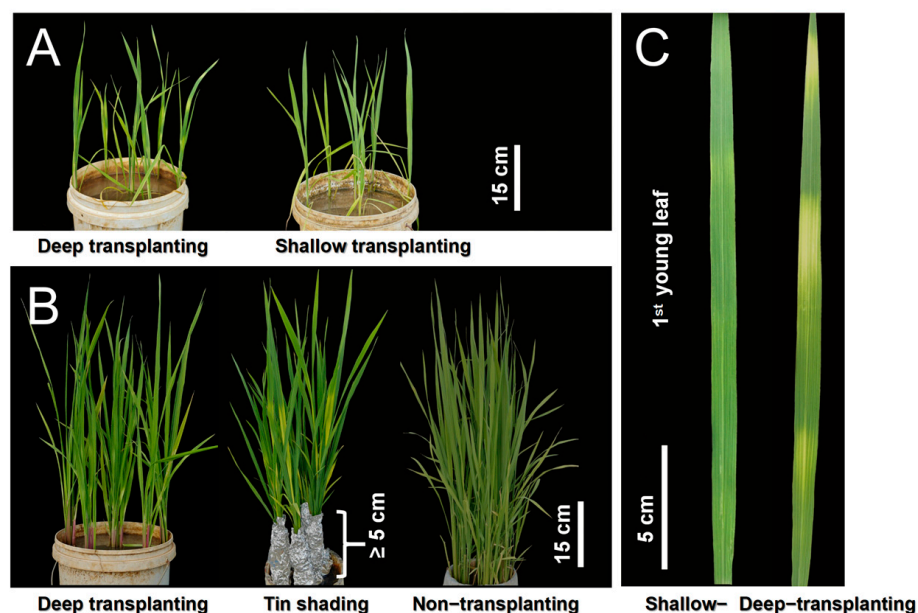 A
15 cm
Deep transplanting
Shallow transplanting
B
≥ 5 cm
15 cm
Deep transplanting
Tin shading
Non−transplanting
C
1st young leaf
5 cm
Shallow−
Deep−transplanting